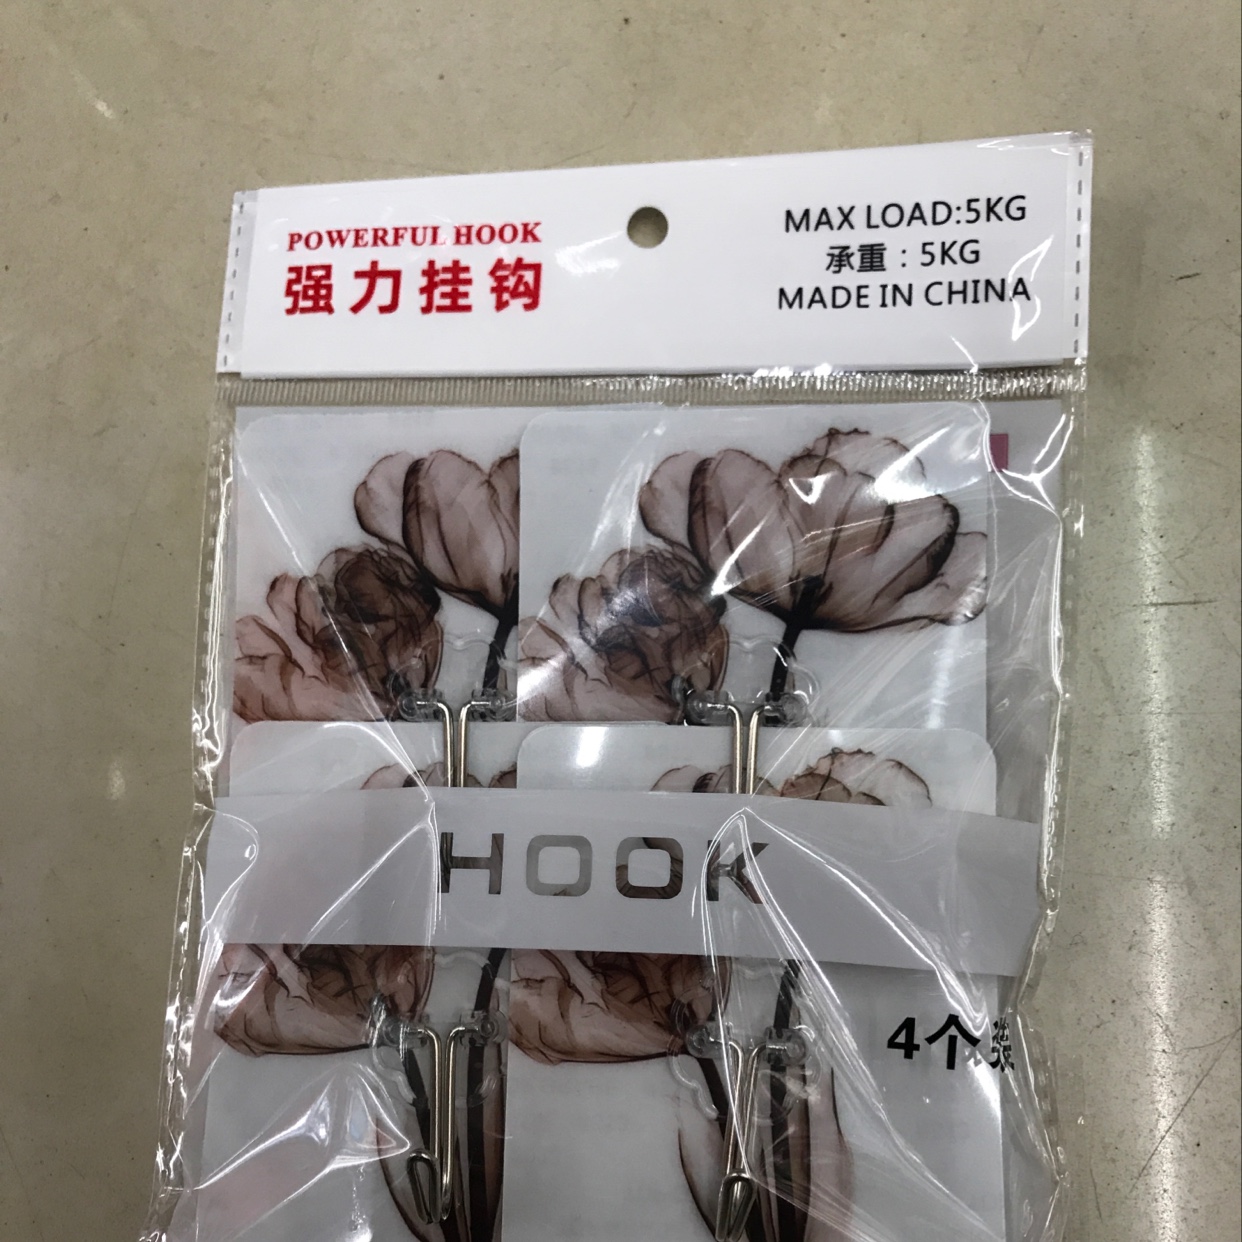 POWERFUL HOOK
强力挂钩
MAX LOAD:5KG
承重：5KG
MADE IN CHINA
HOOK
4个